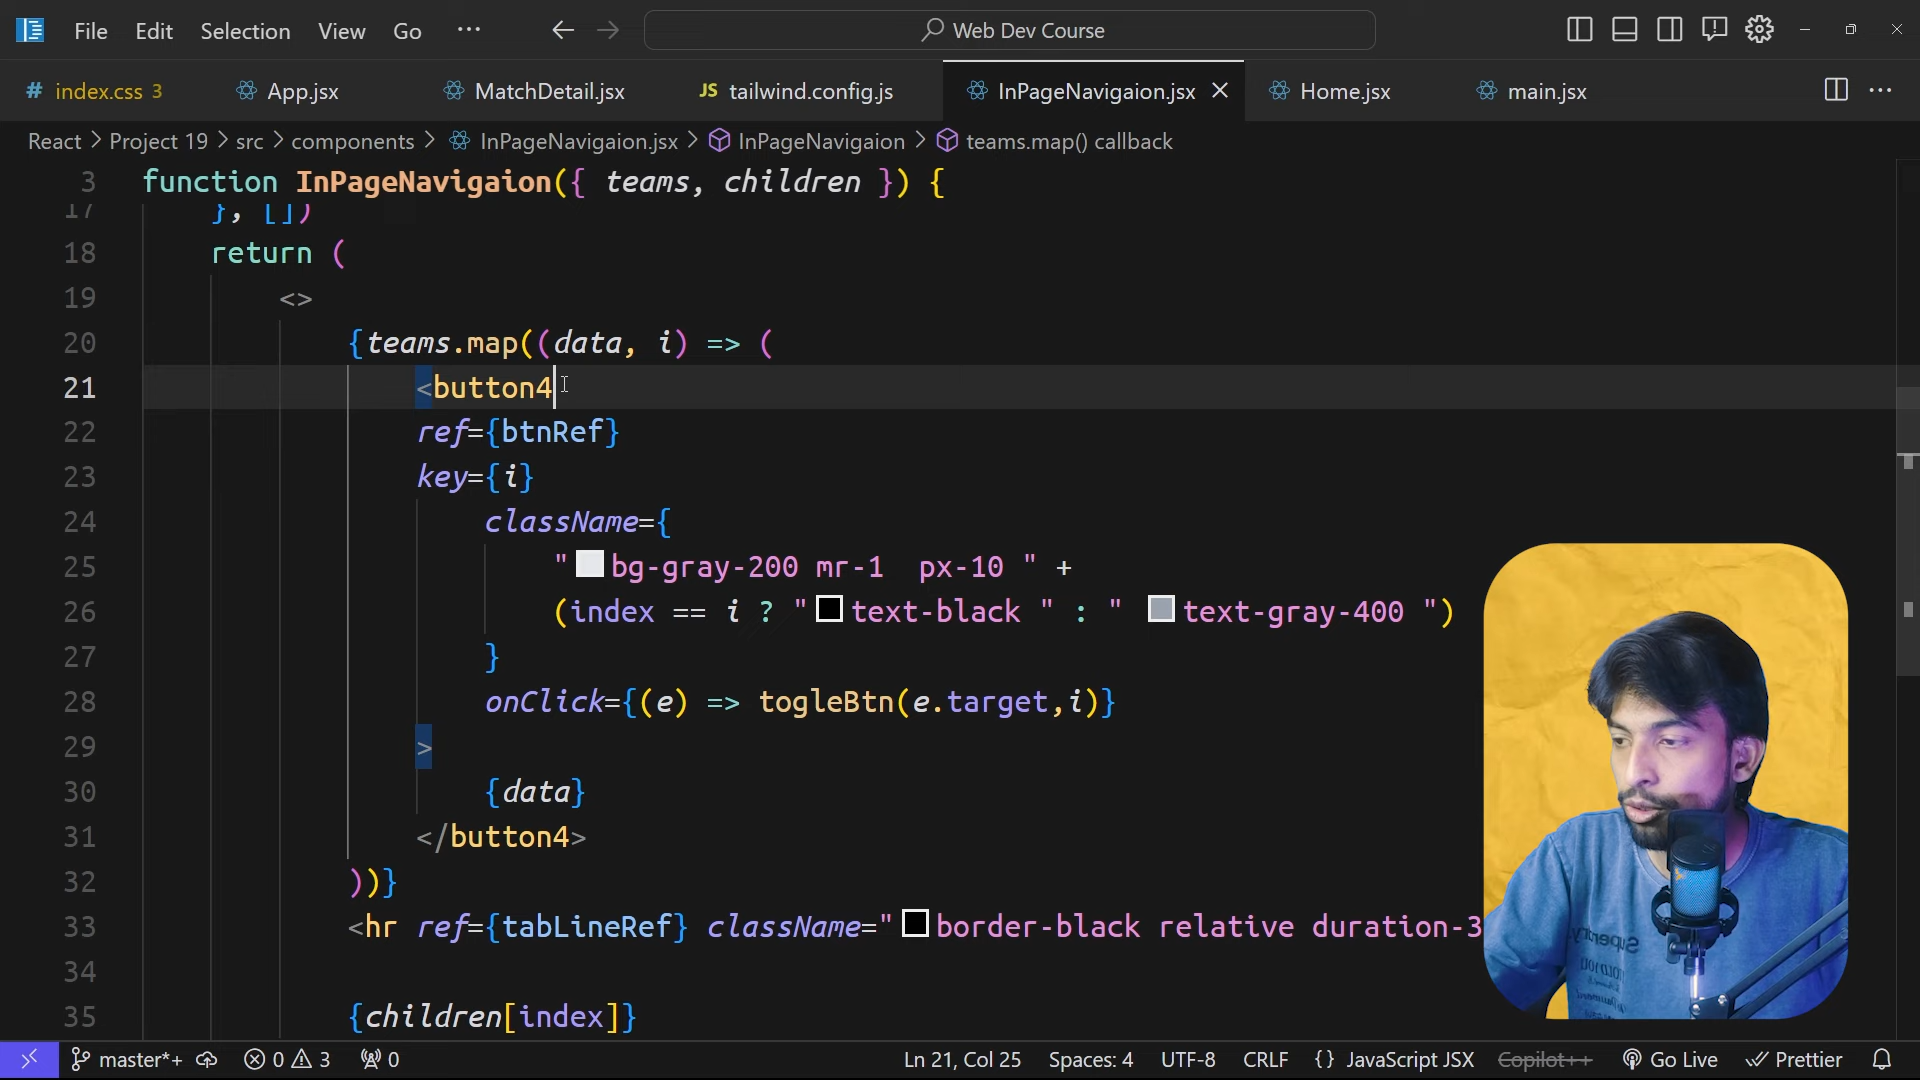 File Edit Selection View Go ··· Web Dev Course
# index.css 3 App.jsx MatchDetail.jsx JS tailwind.config.js InPageNavigaion.jsx Home.jsx main.jsx
React > Project 19 > src > components > InPageNavigaion.jsx > InPageNavigaion > teams.map() callback
3 function InPageNavigaion({ teams, children }) {
17 }, [])
18 return (
19 <>
20 {teams.map((data, i) => (
21 <button4
22 ref={btnRef}
23 key={i}
24 className={
25 "bg-gray-200 mr-1  px-10 " +
26 (index == i ? "text-black " : " text-gray-400 ")
27 }
28 onClick={(e) => togleBtn(e.target,i)}
29 >
30 {data}
31 </button4>
32 ))}
33 <hr ref={tabLineRef} className="border-black relative duration-3
34
35 {children[index]}
master*+ 0 3 0 Ln 21, Col 25 Spaces: 4 UTF-8 CRLF {} JavaScript JSX Copilot++ Go Live Prettier